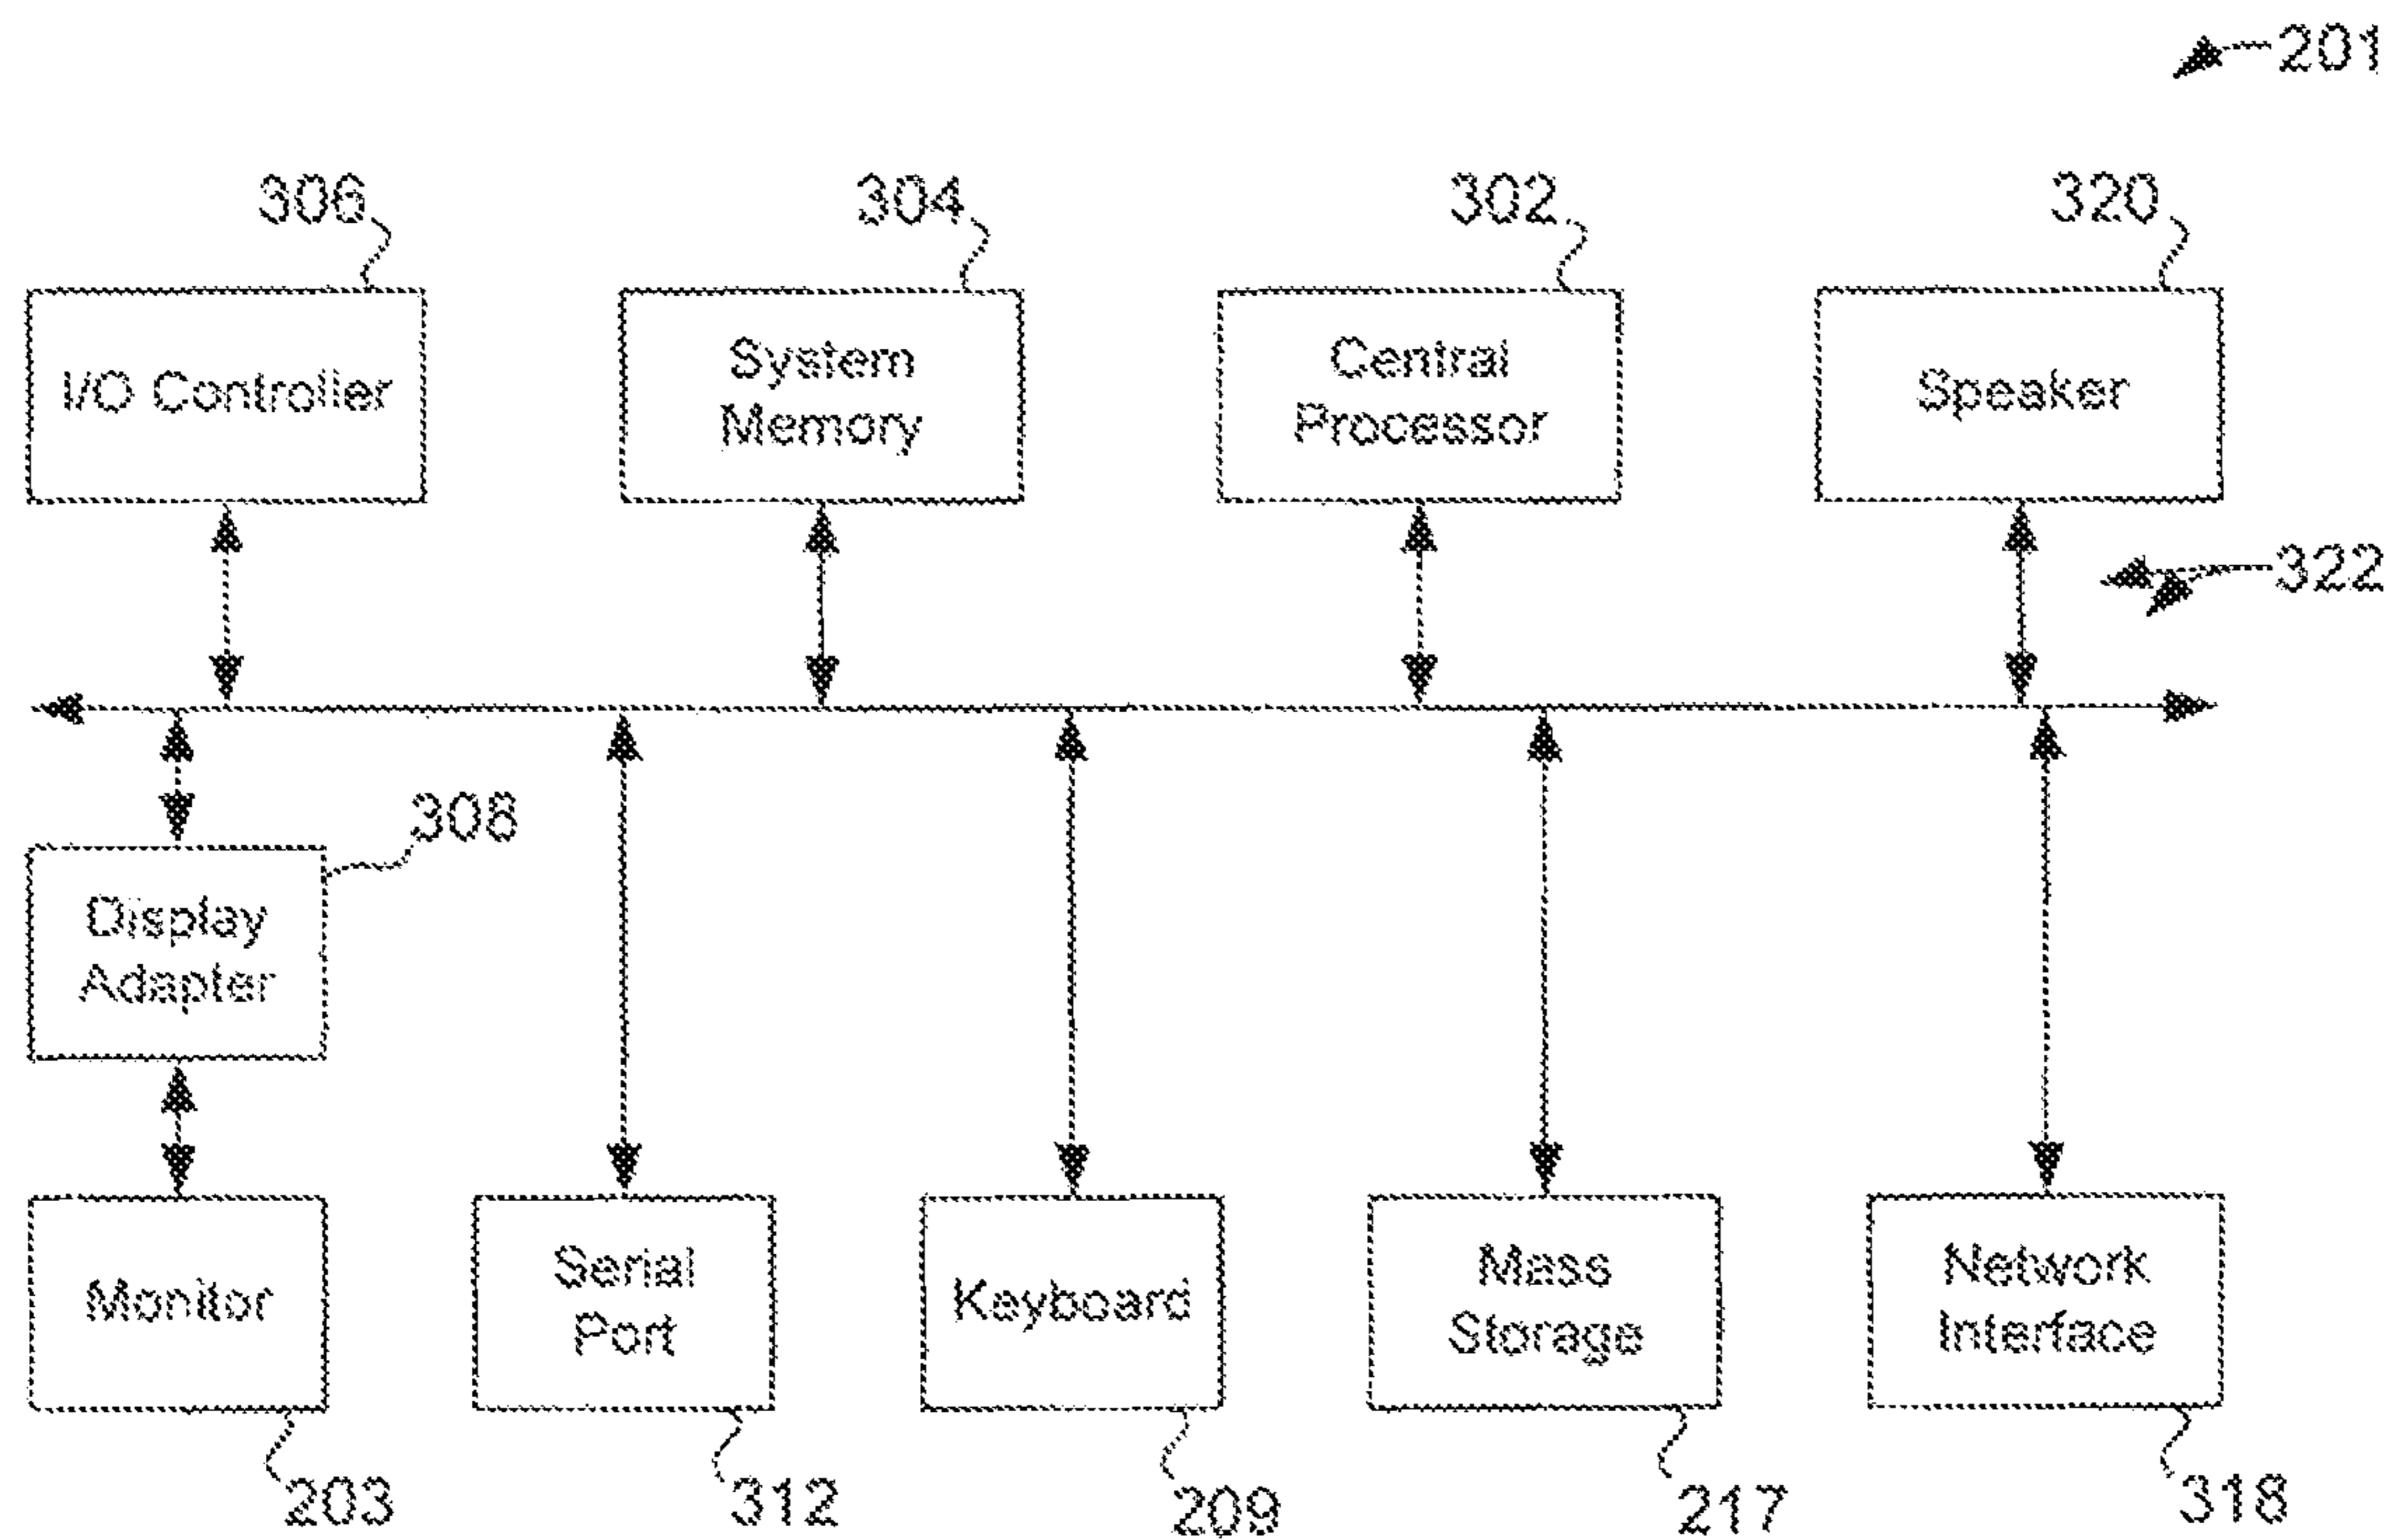 201
306
304
302
320
I/O Controller
System
Memory
Central
Processor
Speaker
322
308
Display
Adapter
Monitor
Serial
Port
Keyboard
Mass
Storage
Network
Interface
203
312
209
217
318